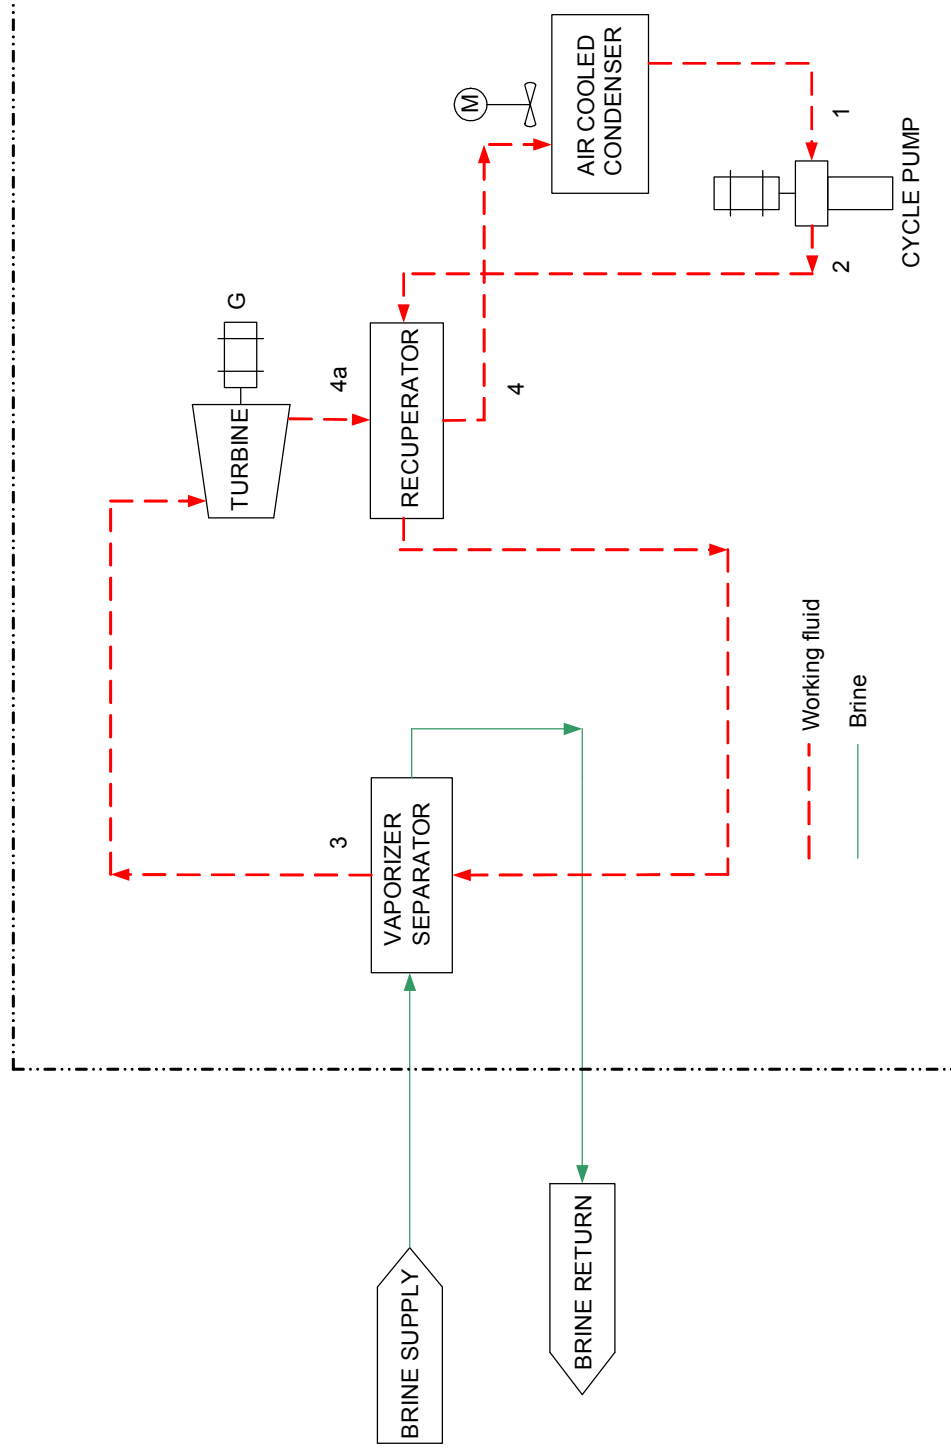 TURBINE
G
M
AIR COOLED
CONDENSER
3
4a
VAPORIZER
SEPARATOR
RECUPERATOR
4
1
2
CYCLE PUMP
BRINE SUPPLY
BRINE RETURN
Working fluid
Brine